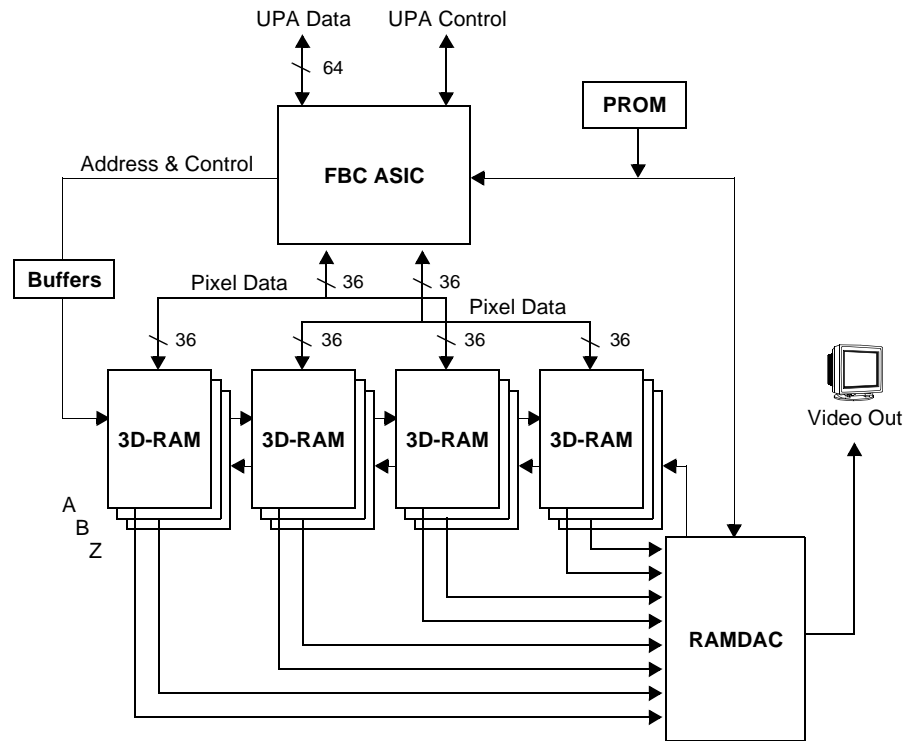 UPA Data
UPA Control
64
PROM
FBC ASIC
Address & Control
Buffers
Pixel Data
36
36
Pixel Data
36
36
36
36
3D-RAM
3D-RAM
3D-RAM
3D-RAM
Video Out
A
B
Z
RAMDAC